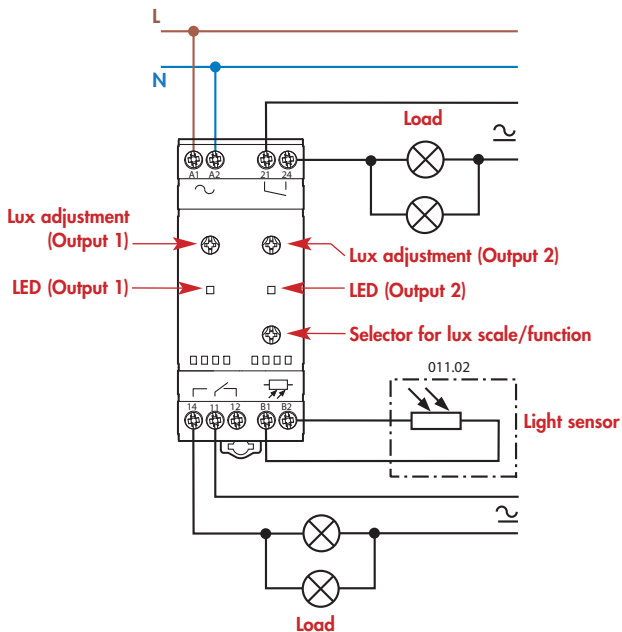 L
N
Load
A1 A2 21 24
Lux adjustment
(Output 1)
Lux adjustment (Output 2)
LED (Output 1)
LED (Output 2)
Selector for lux scale/function
011.02
14 11 12 B1 B2
Light sensor
Load